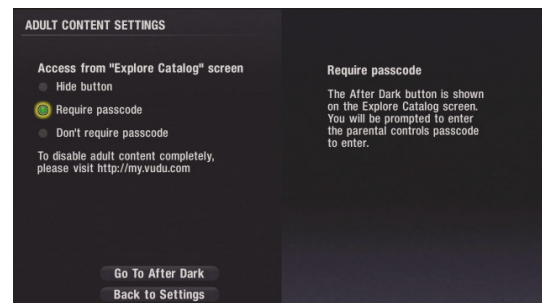 ADULT CONTENT SETTINGS
Access from "Explore Catalog" screen
Hide button
Require passcode
Don't require passcode
To disable adult content completely,
please visit http://my.vudu.com
Go To After Dark
Back to Settings
Require passcode
The After Dark button is shown
on the Explore Catalog screen.
You will be prompted to enter
the parental controls passcode
to enter.